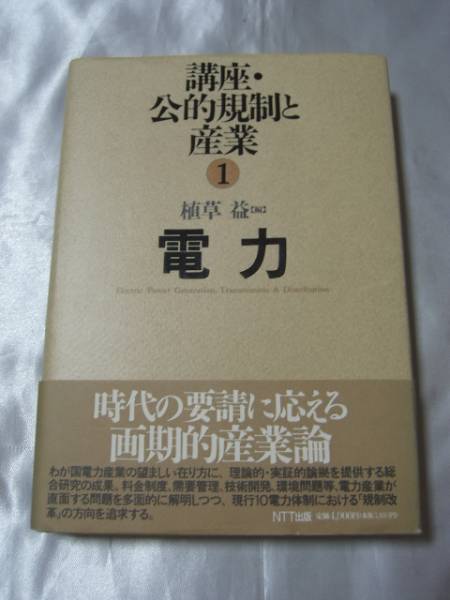 講座・
公的規制と
産業
1
植草 益[編]
電力
Electric Power Generation, Transmission & Distribution
時代の要請に応える
画期的産業論
わが国電力産業の望ましい在り方に、理論的・実証的論拠を提供する総
合研究の成果。料金制度、需要管理、技術開発、環境問題等、電力産業が
直面する問題を多面的に解明しつつ、現行10電力体制における「規制改
革」の方向を追求する。
NTT出版